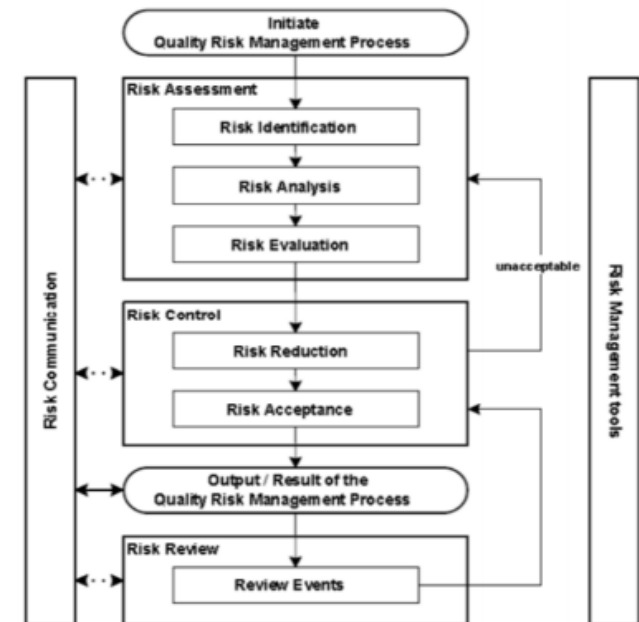 Initiate
Quality Risk Management Process
Risk Assessment
Risk Identification
Risk Analysis
Risk Evaluation
unacceptable
Risk Control
Risk Reduction
Risk Acceptance
Output / Result of the
Quality Risk Management Process
Risk Review
Review Events
Risk Communication
Risk Management tools